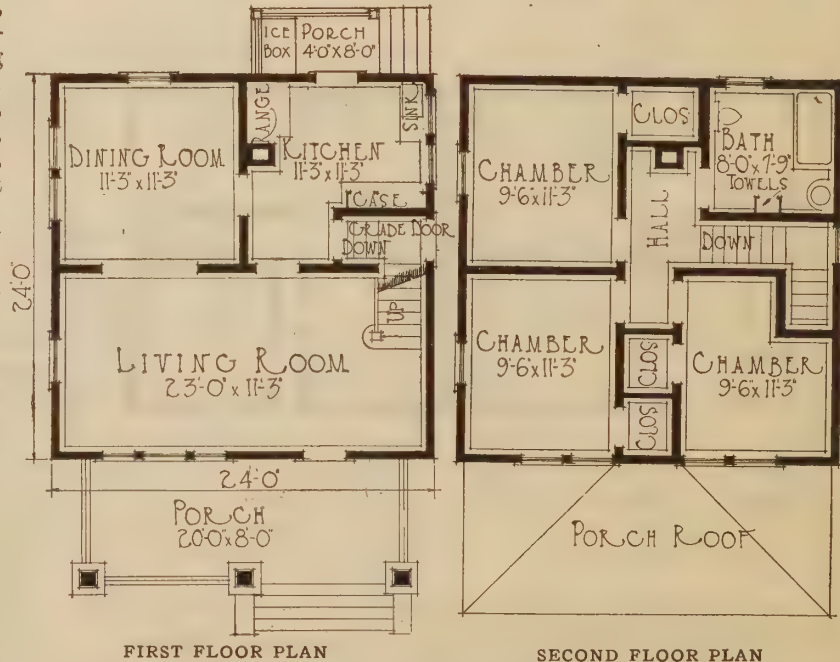 ICE BOX
PORCH
4'-0"x8'-0"
RANGE
SINK
DINING ROOM
11'-3" x 11'-3"
KITCHEN
11'-3" x 11'-3"
CASE
GRADE DOOR
DOWN
UP
LIVING ROOM
23'-0" x 11'-3"
24'-0"
24'-0"
PORCH
20'-0"x8'-0"
FIRST FLOOR PLAN
CLOS
CHAMBER
9'-6"x11'-3"
BATH
8'-0"x7'-9"
TOWELS
HALL
DOWN
CHAMBER
9'-6"x11'-3"
CLOS
CHAMBER
9'-6"x11'-3"
CLOS
PORCH ROOF
SECOND FLOOR PLAN